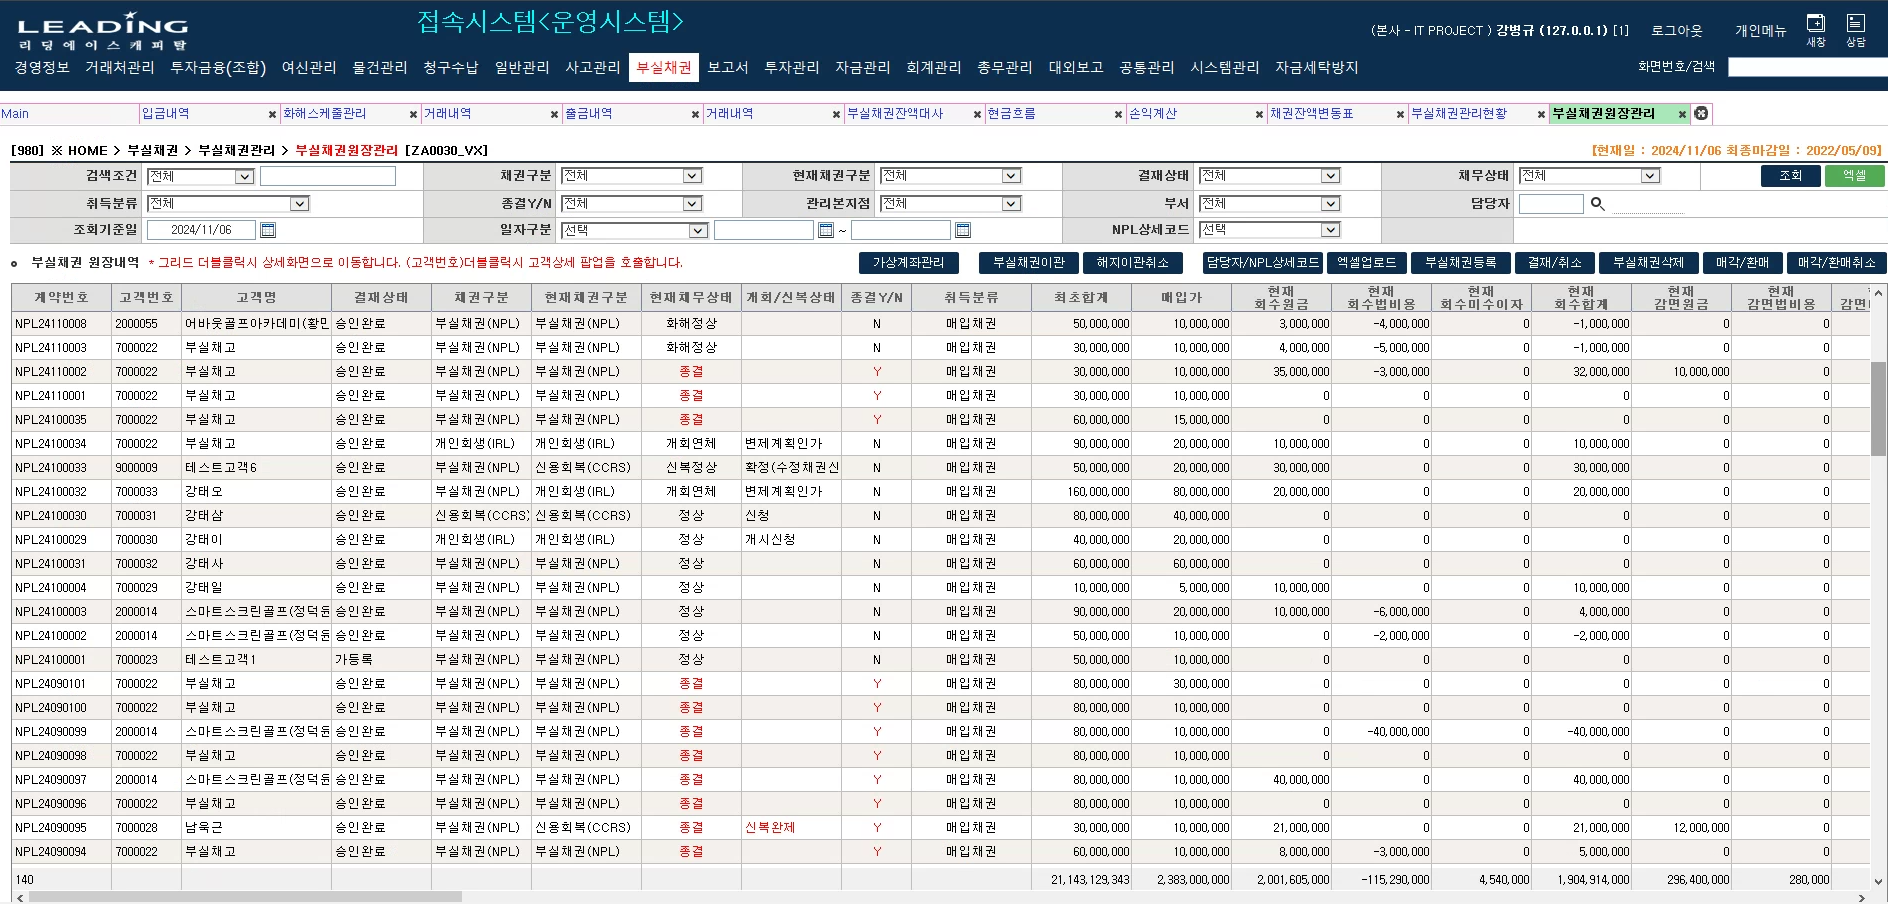 LEADING
리딩에이스캐피탈
접속시스템<운영시스템>
(본사 - IT PROJECT ) 강병규 (127.0.0.1) [1] 로그아웃 개인메뉴 새창 상담
경영정보 거래처관리 투자금융(조합) 여신관리 물건관리 청구수납 일반관리 사고관리 부실채권 보고서 투자관리 자금관리 회계관리 총무관리 대외보고 공통관리 시스템관리 자금세탁방지 화면번호/검색
Main 입금내역 화해스케줄관리 거래내역 출금내역 거래내역 부실채권잔액대사 현금흐름 손익계산 채권잔액변동표 부실채권관리현황 부실채권원장관리
[980] ※ HOME > 부실채권 > 부실채권관리 > 부실채권원장관리 [ZA0030_VX] [현재일 : 2024/11/06 최종마감일 : 2022/05/09]
검색조건 전체 채권구분 전체 현재채권구분 전체 결재상태 전체 채무상태 전체 조회 엑셀
취득분류 전체 종결Y/N 전체 관리본지점 전체 부서 전체 담당자
조회기준일 2024/11/06 일자구분 선택 ~ NPL상세코드 선택
부실채권 원장내역 * 그리드 더블클릭시 상세화면으로 이동합니다. (고객번호)더블클릭시 고객상세 팝업을 호출합니다. 가상계좌관리 부실채권이관 해지이관취소 담당자/NPL상세코드 엑셀업로드 부실채권등록 결재/취소 부실채권삭제 매각/환매 매각/환매취소
계약번호 고객번호 고객명 결재상태 채권구분 현재채권구분 현재채무상태 개회/신복상태 종결Y/N 취득분류 최초합계 매입가 현재 회수원금 현재 회수법비용 현재 회수미수이자 현재 회수합계 현재 감면원금 현재 감면법비용
NPL24110008 2000055 어바웃골프아카데미(황민 승인완료 부실채권(NPL) 부실채권(NPL) 화해정상 N 매입채권 50,000,000 10,000,000 3,000,000 -4,000,000 0 -1,000,000 0 0
NPL24110003 7000022 부실채고 승인완료 부실채권(NPL) 부실채권(NPL) 화해정상 N 매입채권 30,000,000 10,000,000 4,000,000 -5,000,000 0 -1,000,000 0 0
NPL24110002 7000022 부실채고 승인완료 부실채권(NPL) 부실채권(NPL) 종결 Y 매입채권 30,000,000 10,000,000 35,000,000 -3,000,000 0 32,000,000 10,000,000 0
NPL24110001 7000022 부실채고 승인완료 부실채권(NPL) 부실채권(NPL) 종결 Y 매입채권 30,000,000 10,000,000 0 0 0 0 0 0
NPL24100035 7000022 부실채고 승인완료 부실채권(NPL) 부실채권(NPL) 종결 Y 매입채권 60,000,000 15,000,000 0 0 0 0 0 0
NPL24100034 7000022 부실채고 승인완료 개인회생(IRL) 개인회생(IRL) 개회연체 변제계획인가 N 매입채권 90,000,000 20,000,000 10,000,000 0 0 10,000,000 0 0
NPL24100033 9000009 테스트고객6 승인완료 부실채권(NPL) 신용회복(CCRS) 신복정상 확정(수정채권신 N 매입채권 50,000,000 20,000,000 30,000,000 0 0 30,000,000 0 0
NPL24100032 7000033 강태오 승인완료 부실채권(NPL) 개인회생(IRL) 개회연체 변제계획인가 N 매입채권 160,000,000 80,000,000 20,000,000 0 0 20,000,000 0 0
NPL24100030 7000031 강태삼 승인완료 신용회복(CCRS) 신용회복(CCRS) 정상 신청 N 매입채권 80,000,000 40,000,000 0 0 0 0 0 0
NPL24100029 7000030 강태이 승인완료 개인회생(IRL) 개인회생(IRL) 정상 개시신청 N 매입채권 40,000,000 20,000,000 0 0 0 0 0 0
NPL24100031 7000032 강태사 승인완료 부실채권(NPL) 부실채권(NPL) 정상 N 매입채권 60,000,000 60,000,000 0 0 0 0 0 0
NPL24100004 7000029 강태일 승인완료 부실채권(NPL) 부실채권(NPL) 정상 N 매입채권 10,000,000 5,000,000 10,000,000 0 0 10,000,000 0 0
NPL24100003 2000014 스마트스크린골프(정덕윤 승인완료 부실채권(NPL) 부실채권(NPL) 정상 N 매입채권 90,000,000 20,000,000 10,000,000 -6,000,000 0 4,000,000 0 0
NPL24100002 2000014 스마트스크린골프(정덕윤 승인완료 부실채권(NPL) 부실채권(NPL) 정상 N 매입채권 50,000,000 10,000,000 0 -2,000,000 0 -2,000,000 0 0
NPL24100001 7000023 테스트고객1 가등록 부실채권(NPL) 부실채권(NPL) 정상 N 매입채권 50,000,000 10,000,000 0 0 0 0 0 0
NPL24090101 7000022 부실채고 승인완료 부실채권(NPL) 부실채권(NPL) 종결 Y 매입채권 80,000,000 30,000,000 0 0 0 0 0 0
NPL24090100 7000022 부실채고 승인완료 부실채권(NPL) 부실채권(NPL) 종결 Y 매입채권 80,000,000 10,000,000 0 0 0 0 0 0
NPL24090099 2000014 스마트스크린골프(정덕윤 승인완료 부실채권(NPL) 부실채권(NPL) 종결 Y 매입채권 80,000,000 10,000,000 0 -40,000,000 0 -40,000,000 0 0
NPL24090098 7000022 부실채고 승인완료 부실채권(NPL) 부실채권(NPL) 종결 Y 매입채권 80,000,000 10,000,000 0 0 0 0 0 0
NPL24090097 2000014 스마트스크린골프(정덕윤 승인완료 부실채권(NPL) 부실채권(NPL) 종결 Y 매입채권 80,000,000 10,000,000 40,000,000 0 0 40,000,000 0 0
NPL24090096 7000022 부실채고 승인완료 부실채권(NPL) 부실채권(NPL) 종결 Y 매입채권 80,000,000 10,000,000 0 0 0 0 0 0
NPL24090095 7000028 남욱근 승인완료 부실채권(NPL) 신용회복(CCRS) 종결 신복완제 Y 매입채권 30,000,000 10,000,000 21,000,000 0 0 21,000,000 12,000,000 0
NPL24090094 7000022 부실채고 승인완료 부실채권(NPL) 부실채권(NPL) 종결 Y 매입채권 60,000,000 10,000,000 8,000,000 -3,000,000 0 5,000,000 0 0
140 21,143,129,343 2,383,000,000 2,001,605,000 -115,290,000 4,540,000 1,904,914,000 296,400,000 280,000